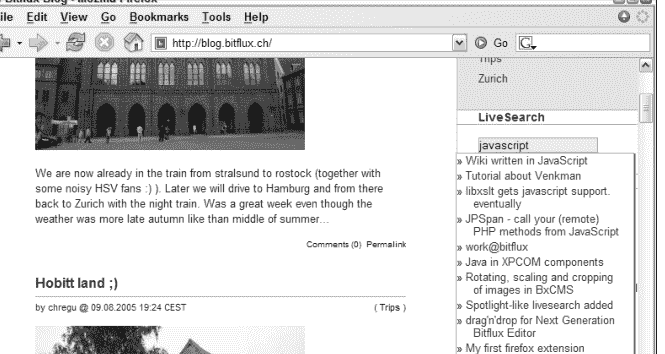 Bitflux Blog - Mozilla Firefox
ile Edit View Go Bookmarks Tools Help
http://blog.bitflux.ch/ Go G
Trips
Zurich
LiveSearch
javascript
» Wiki written in JavaScript
» Tutorial about Venkman
» libxslt gets javascript support.
eventually
» JPSpan - call your (remote)
PHP methods from JavaScript
» work@bitflux
» Java in XPCOM components
» Rotating, scaling and cropping
of images in BxCMS
» Spotlight-like livesearch added
» drag'n'drop for Next Generation
Bitflux Editor
» My first firefox extension
We are now already in the train from stralsund to rostock (together with
some noisy HSV fans :) ). Later we will drive to Hamburg and from there
back to Zurich with the night train. Was a great week even though the
weather was more late autumn like than middle of summer...
Comments (0) Permalink
Hobitt land ;)
by chregu @ 09.08.2005 19:24 CEST ( Trips )